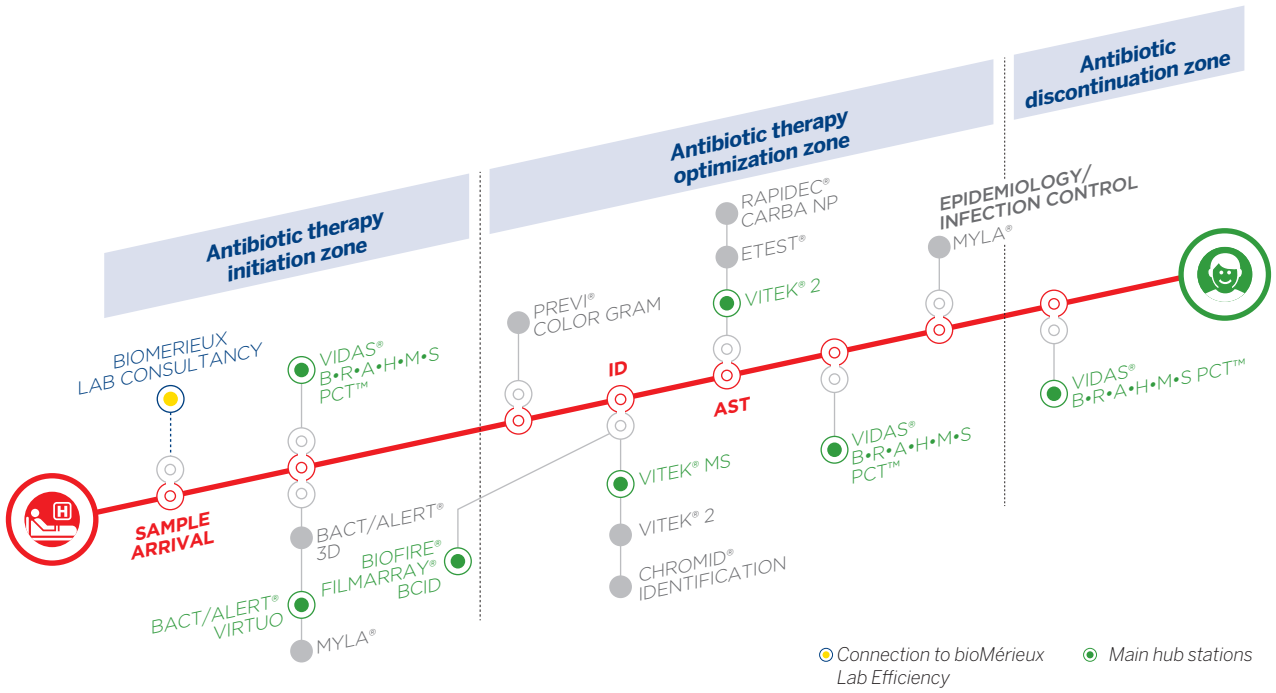 Antibiotic therapy
initiation zone
Antibiotic therapy
optimization zone
Antibiotic
discontinuation zone
BIOMERIEUX
LAB CONSULTANCY
VIDAS®
B•R•A•H•M•S
PCT™
PREVI®
COLOR GRAM
RAPIDEC®
CARBA NP
ETEST®
VITEK® 2
EPIDEMIOLOGY/
INFECTION CONTROL
MYLA®
H
SAMPLE
ARRIVAL
ID
AST
BACT/ALERT®
3D
BACT/ALERT®
VIRTUO
MYLA®
BIOFIRE®
FILMARRAY®
BCID
VITEK® MS
VITEK® 2
CHROMID®
IDENTIFICATION
VIDAS®
B•R•A•H•M•S
PCT™
VIDAS®
B•R•A•H•M•S PCT™
Connection to bioMérieux
Lab Efficiency
Main hub stations